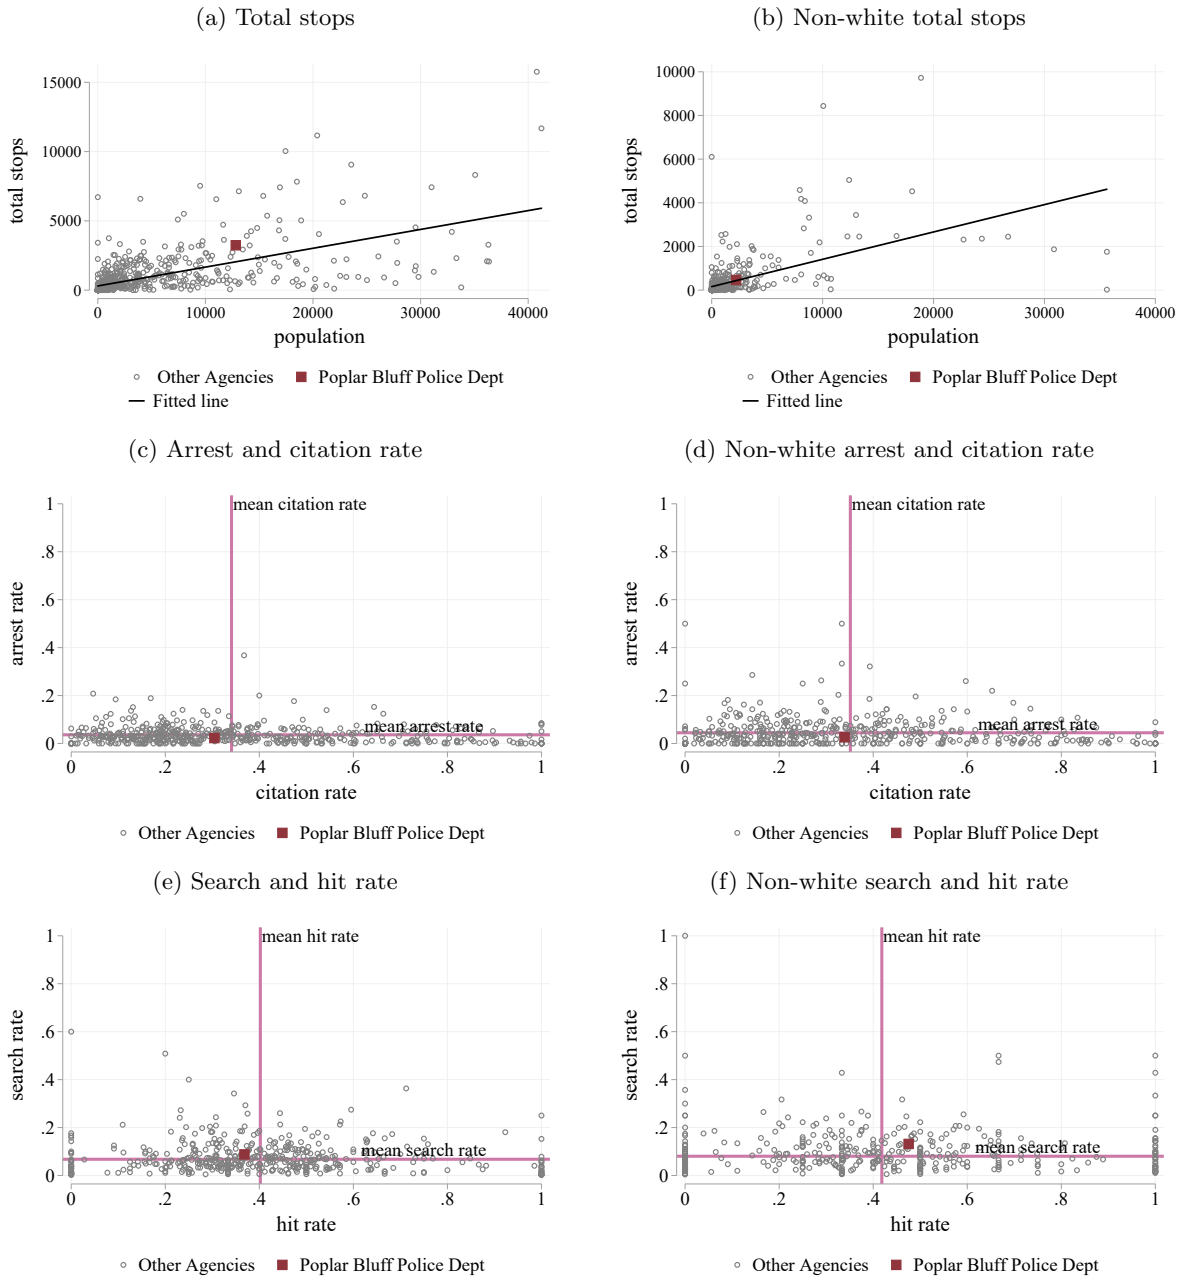 (a) Total stops
(b) Non-white total stops
total stops
15000
10000
5000
0
0 10000 20000 30000 40000
population
Other Agencies Poplar Bluff Police Dept
Fitted line
total stops
10000
8000
6000
4000
2000
0
0 10000 20000 30000 40000
population
Other Agencies Poplar Bluff Police Dept
Fitted line
(c) Arrest and citation rate
(d) Non-white arrest and citation rate
arrest rate
1
.8
.6
.4
.2
0
mean citation rate
mean arrest rate
0 .2 .4 .6 .8 1
citation rate
Other Agencies Poplar Bluff Police Dept
arrest rate
1
.8
.6
.4
.2
0
mean citation rate
mean arrest rate
0 .2 .4 .6 .8 1
citation rate
Other Agencies Poplar Bluff Police Dept
(e) Search and hit rate
(f) Non-white search and hit rate
search rate
1
.8
.6
.4
.2
0
mean hit rate
mean search rate
0 .2 .4 .6 .8 1
hit rate
Other Agencies Poplar Bluff Police Dept
search rate
1
.8
.6
.4
.2
0
mean hit rate
mean search rate
0 .2 .4 .6 .8 1
hit rate
Other Agencies Poplar Bluff Police Dept